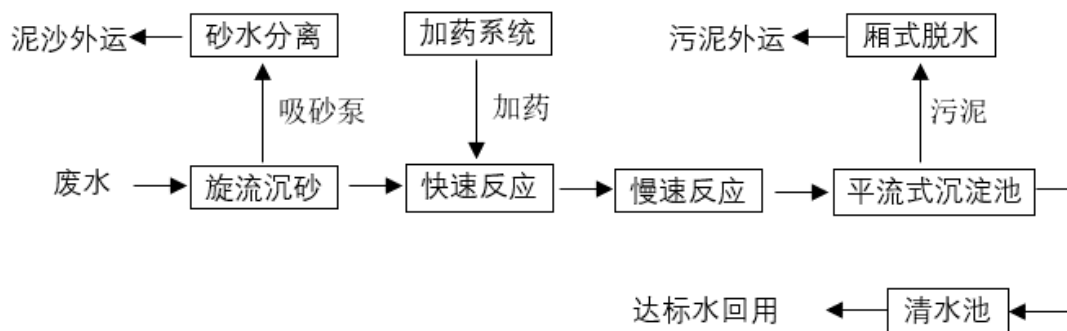 泥沙外运
砂水分离
加药系统
污泥外运
厢式脱水
吸砂泵
加药
污泥
废水
旋流沉砂
快速反应
慢速反应
平流式沉淀池
达标水回用
清水池